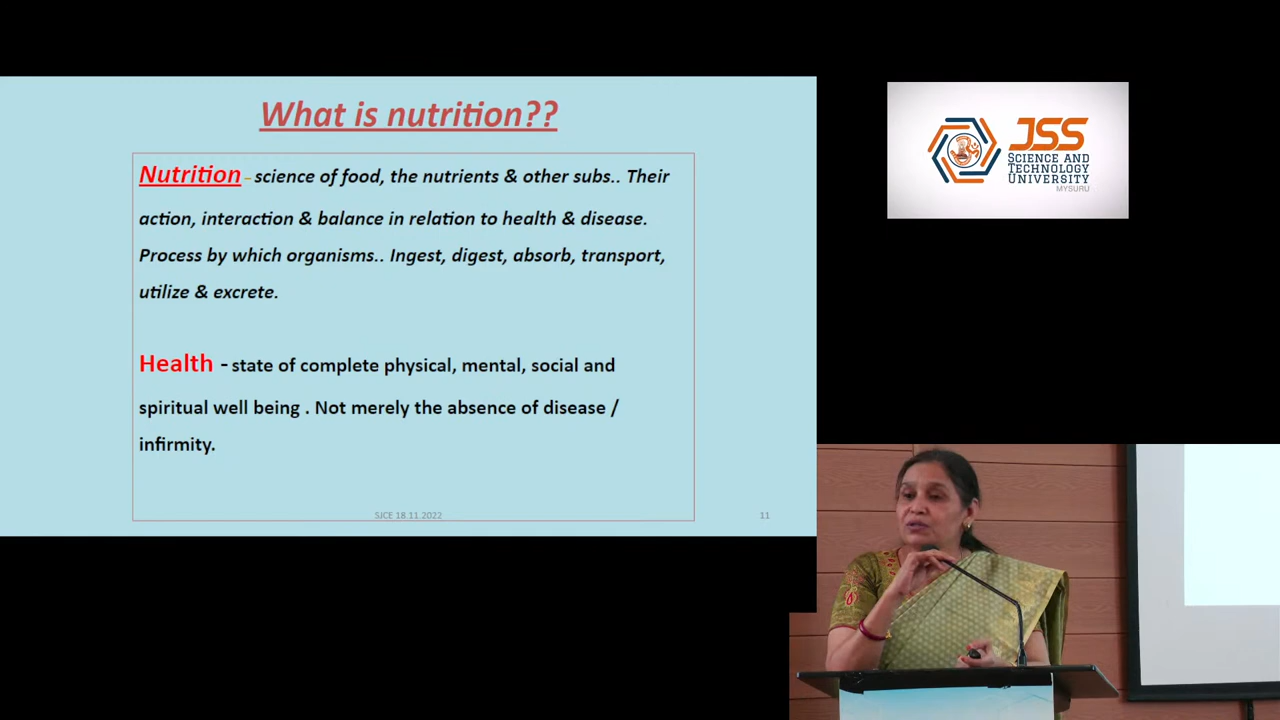 What is nutrition??
Nutrition – science of food, the nutrients & other subs.. Their
action, interaction & balance in relation to health & disease.
Process by which organisms.. Ingest, digest, absorb, transport,
utilize & excrete.
Health - state of complete physical, mental, social and
spiritual well being . Not merely the absence of disease /
infirmity.
SJCE 18.11.2022
11
JSS
SCIENCE AND
TECHNOLOGY
UNIVERSITY
MYSURU